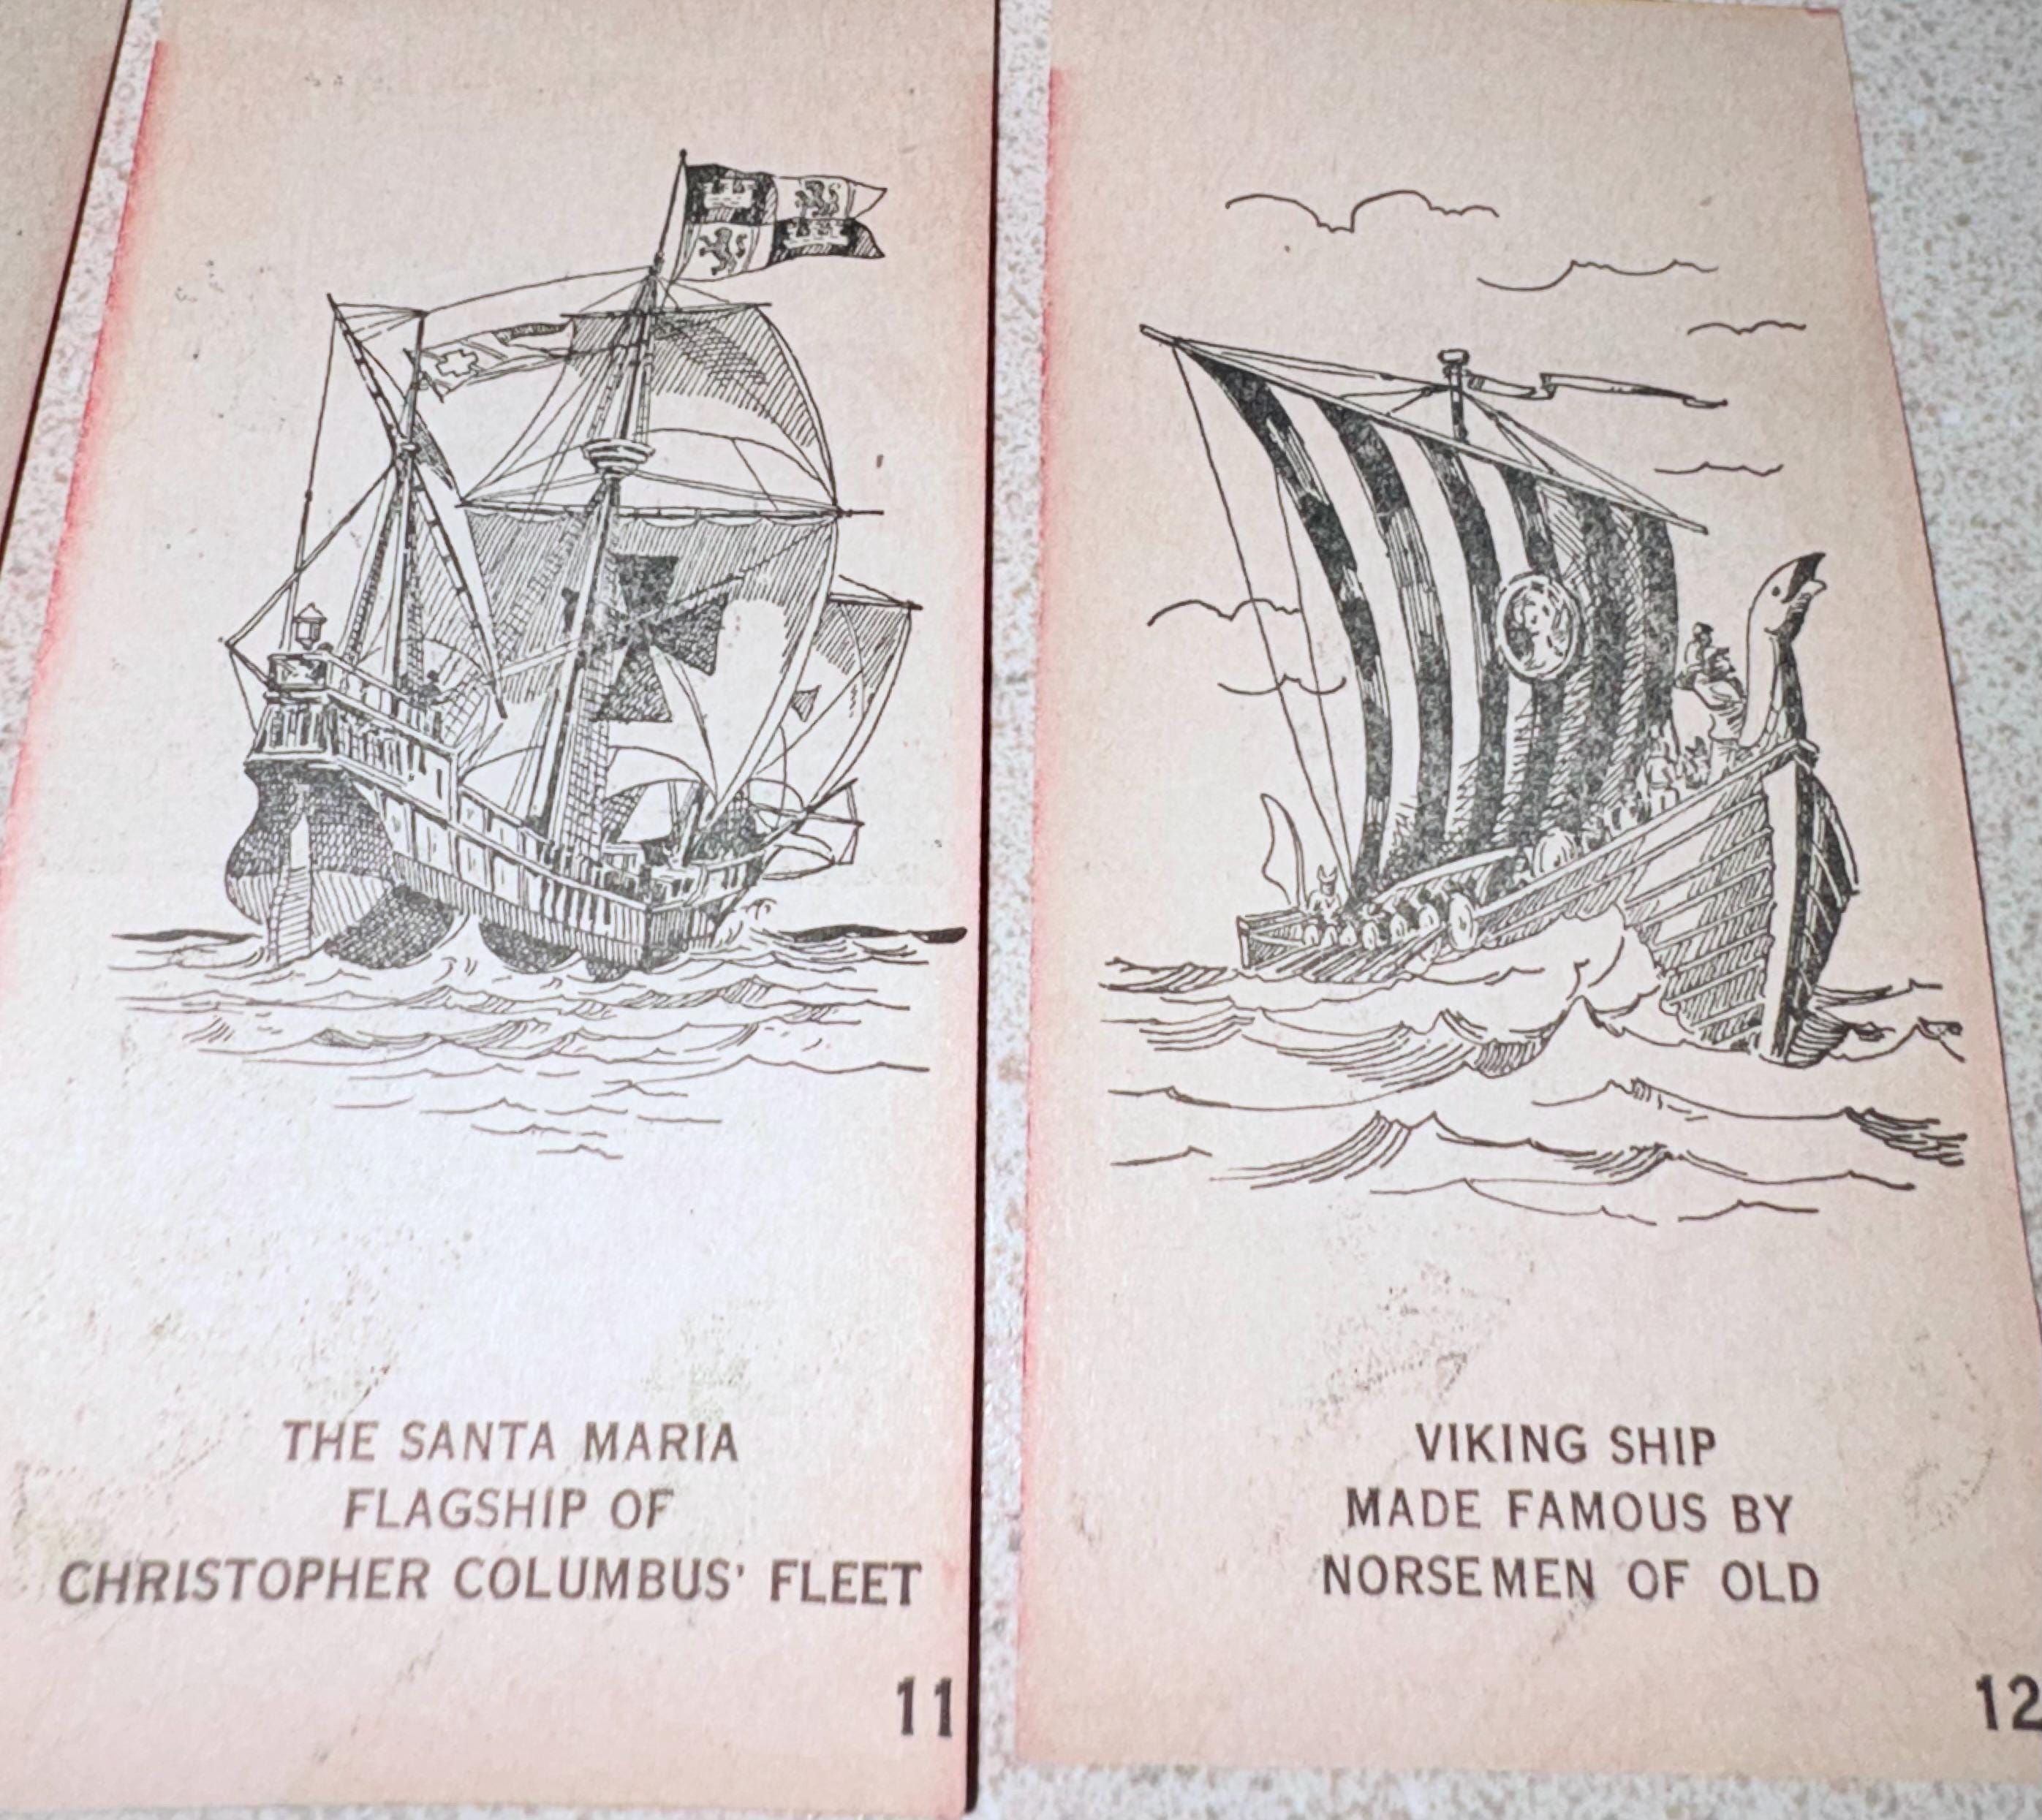 THE SANTA MARIA
FLAGSHIP OF
CHRISTOPHER COLUMBUS' FLEET
11
VIKING SHIP
MADE FAMOUS BY
NORSEMEN OF OLD
12